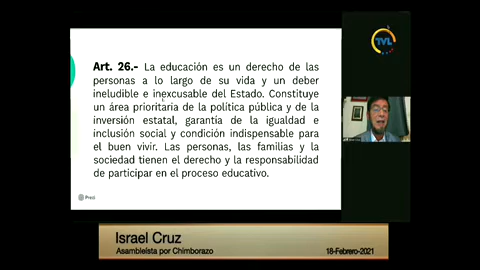 TVL
Art. 26.- La educación es un derecho de las
personas a lo largo de su vida y un deber
ineludible e inexcusable del Estado. Constituye
un área prioritaria de la política pública y de la
inversión estatal, garantía de la igualdad e
inclusión social y condición indispensable para
el buen vivir. Las personas, las familias y la
sociedad tienen el derecho y la responsabilidad
de participar en el proceso educativo.
Prezi
Israel Cruz
Asambleísta por Chimborazo
18-Febrero-2021